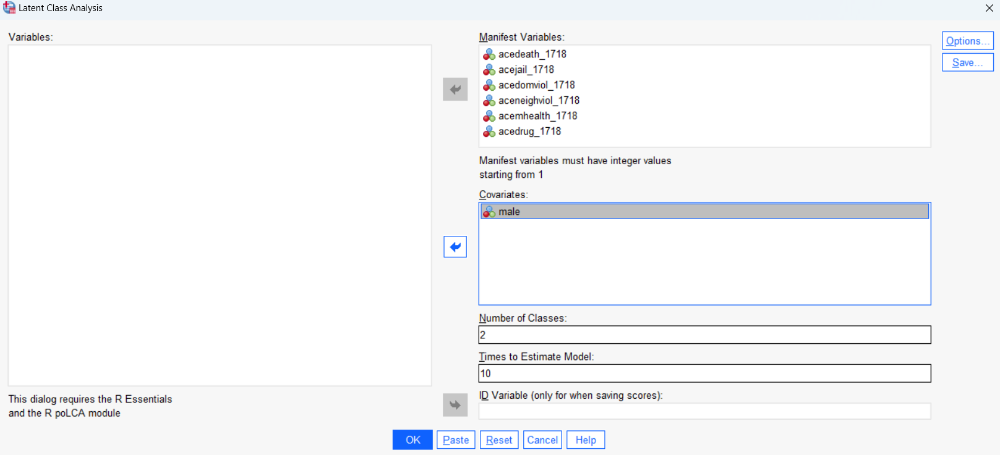 Latent Class Analysis
Variables:
Manifest Variables:
acedeath_1718
acejail_1718
acedomviol_1718
aceneighviol_1718
acemhealth_1718
acedrug_1718
Options...
Save...
Manifest variables must have integer values
starting from 1
Covariates:
male
Number of Classes:
2
Times to Estimate Model:
10
ID Variable (only for when saving scores):
This dialog requires the R Essentials
and the R poLCA module
OK
Paste
Reset
Cancel
Help